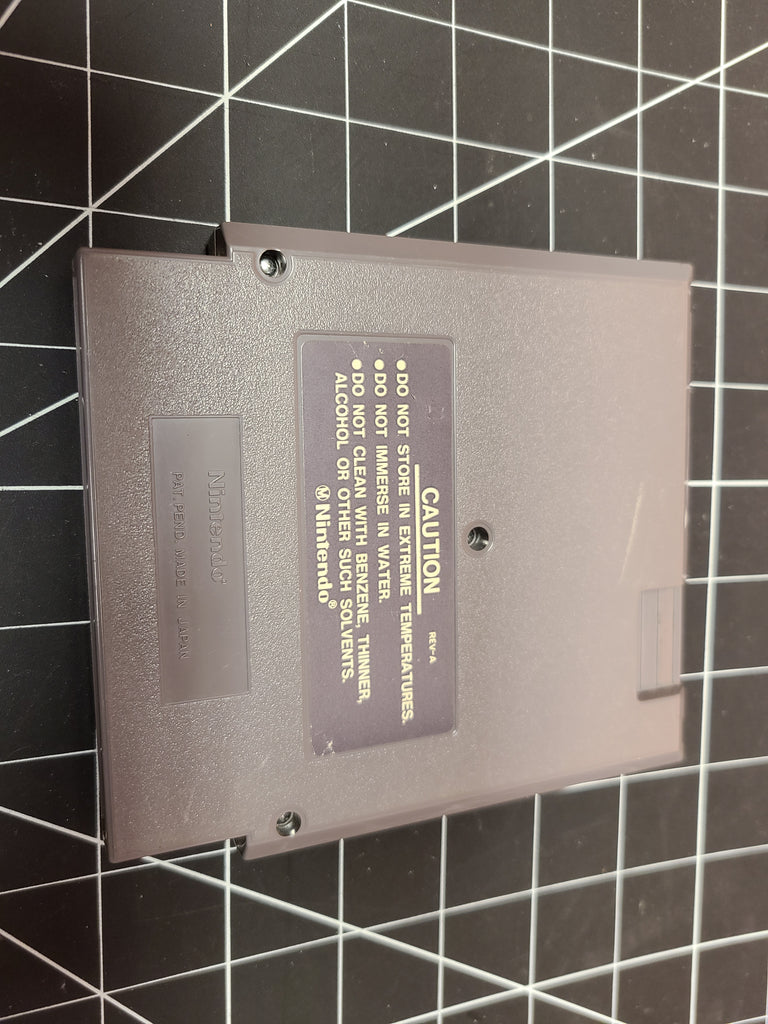 CAUTION REV-A
●DO NOT STORE IN EXTREME TEMPERATURES.
●DO NOT IMMERSE IN WATER.
●DO NOT CLEAN WITH BENZENE, THINNER,
ALCOHOL OR OTHER SUCH SOLVENTS.
Ⓜ Nintendo®
Nintendo®
PAT. PEND. MADE IN JAPAN